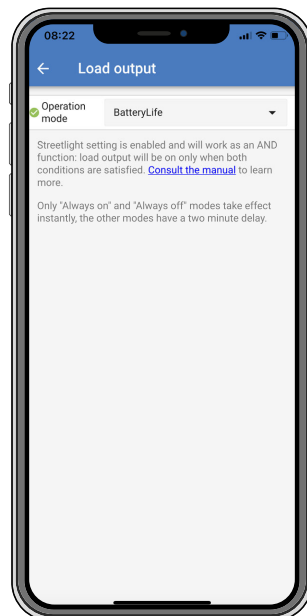 08:22
Load output
Operation
mode
BatteryLife
Streetlight setting is enabled and will work as an AND
function: load output will be on only when both
conditions are satisfied. Consult the manual to learn
more.
Only "Always on" and "Always off" modes take effect
instantly, the other modes have a two minute delay.